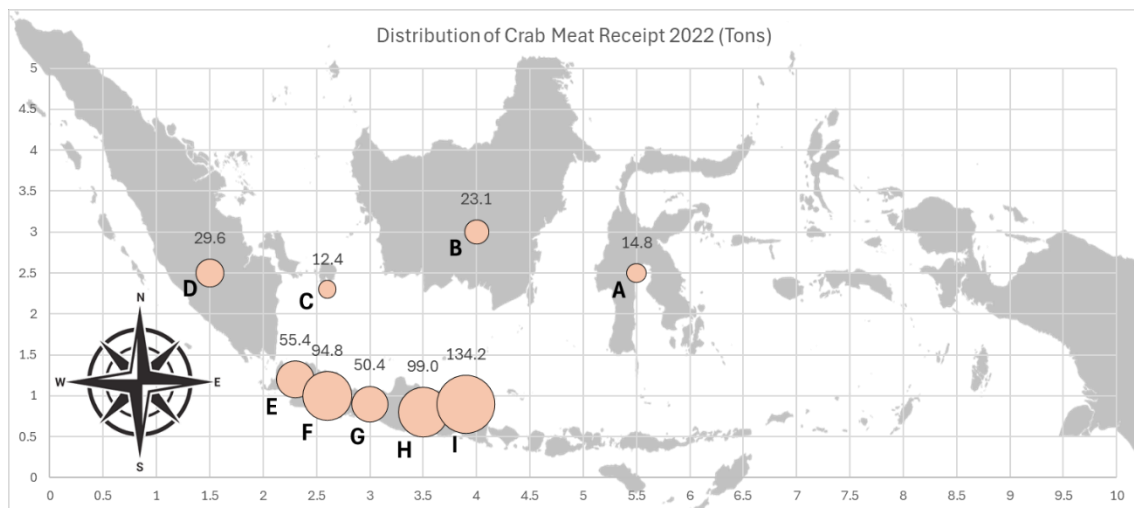 Distribution of Crab Meat Receipt 2022 (Tons)
5
4.5
4
3.5
3
2.5
2
1.5
1
0.5
0
23.1
B
29.6
D
14.8
A
12.4
C
N
W
E
S
55.4
94.8
50.4
99.0
134.2
E
F
G
H
I
0 0.5 1 1.5 2 2.5 3 3.5 4 4.5 5 5.5 6 6.5 7 7.5 8 8.5 9 9.5 10